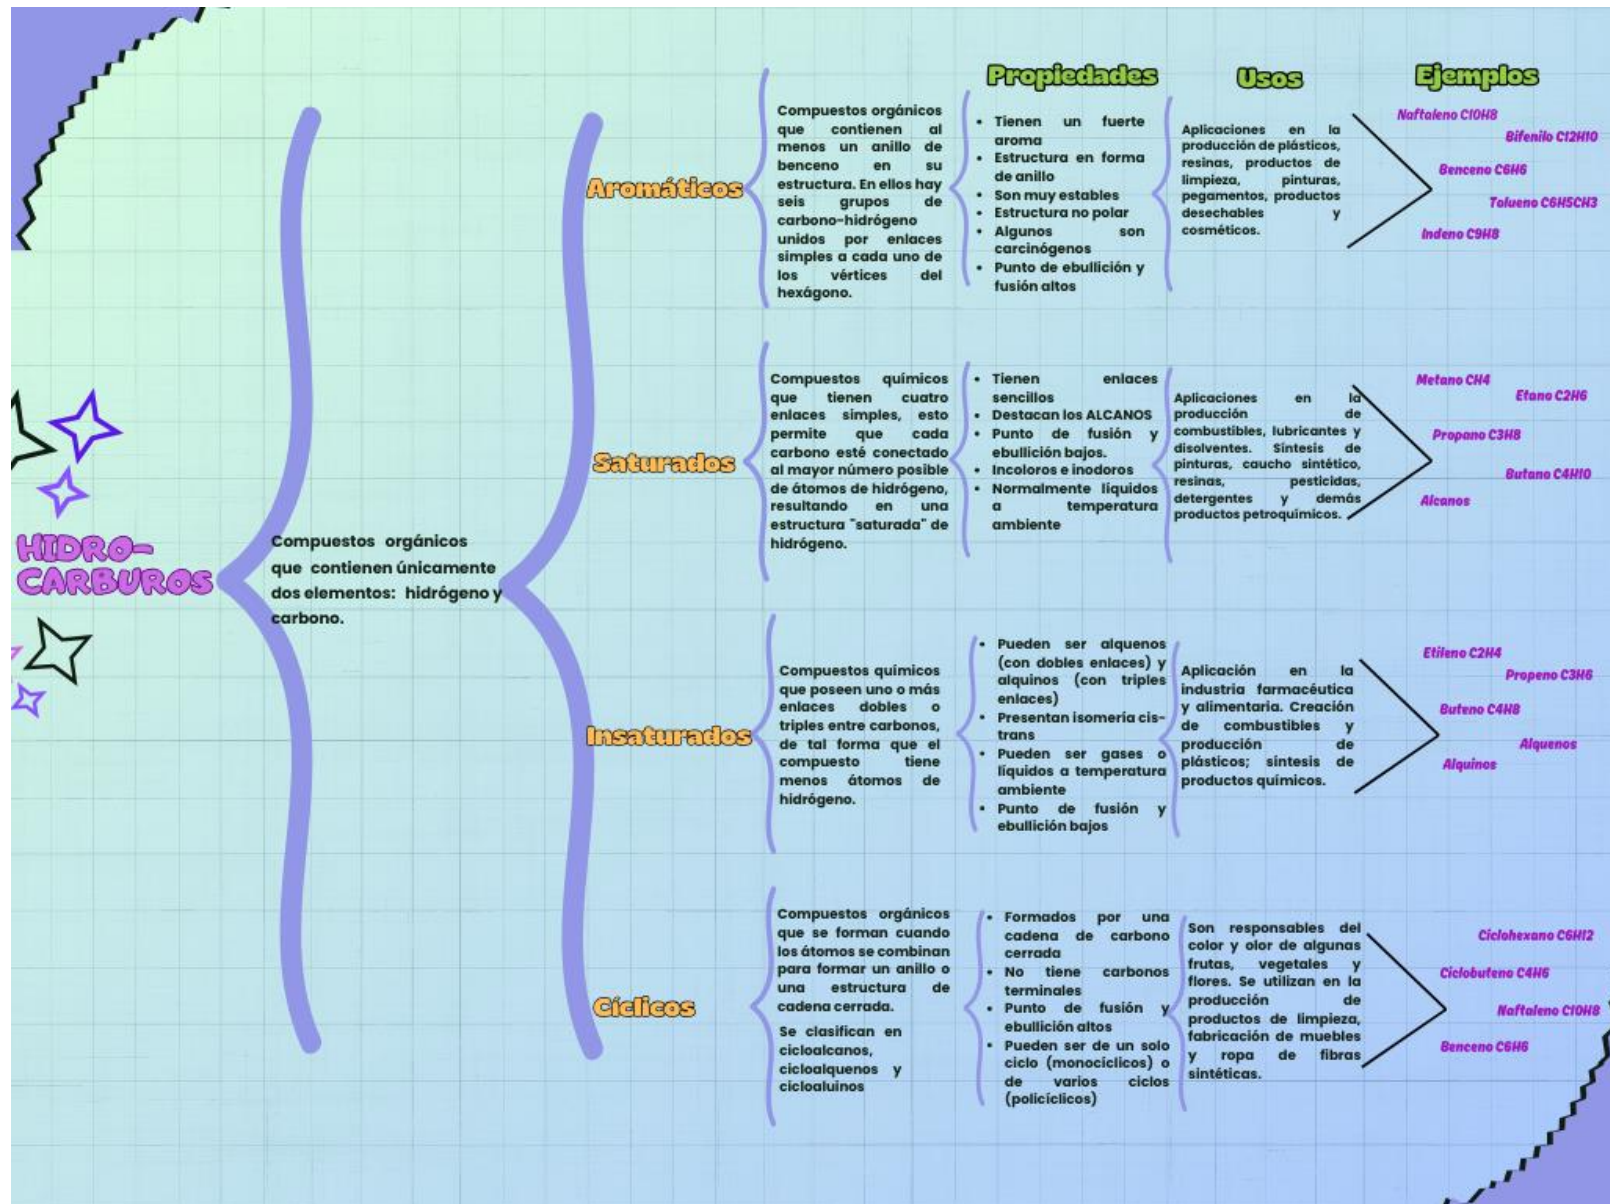 HIDRO-
CARBUROS
Compuestos orgánicos
que contienen únicamente
dos elementos: hidrógeno y
carbono.
Propiedades
Usos
Ejemplos
Aromáticos
Compuestos orgánicos
que contienen al
menos un anillo de
benceno en su
estructura. En ellos hay
seis grupos de
carbono-hidrógeno
unidos por enlaces
simples a cada uno de
los vértices del
hexágono.
• Tienen un fuerte
aroma
• Estructura en forma
de anillo
• Son muy estables
• Estructura no polar
• Algunos son
carcinógenos
• Punto de ebullición y
fusión altos
Aplicaciones en la
producción de plásticos,
resinas, productos de
limpieza, pinturas,
pegamentos, productos
desechables y
cosméticos.
Naftaleno C10H8
Bifenilo C12H10
Benceno C6H6
Tolueno C6H5CH3
Indeno C9H8
Saturados
Compuestos químicos
que tienen cuatro
enlaces simples, esto
permite que cada
carbono esté conectado
al mayor número posible
de átomos de hidrógeno,
resultando en una
estructura "saturada" de
hidrógeno.
• Tienen enlaces
sencillos
• Destacan los ALCANOS
• Punto de fusión y
ebullición bajos.
• Incoloros e inodoros
• Normalmente líquidos
a temperatura
ambiente
Aplicaciones en la
producción de
combustibles, lubricantes y
disolventes. Síntesis de
pinturas, caucho sintético,
resinas, pesticidas,
detergentes y demás
productos petroquímicos.
Metano CH4
Etano C2H6
Propano C3H8
Butano C4H10
Alcanos
Insaturados
Compuestos químicos
que poseen uno o más
enlaces dobles o
triples entre carbonos,
de tal forma que el
compuesto tiene
menos átomos de
hidrógeno.
• Pueden ser alquenos
(con dobles enlaces) y
alquinos (con triples
enlaces)
• Presentan isomería cis-
trans
• Pueden ser gases o
líquidos a temperatura
ambiente
• Punto de fusión y
ebullición bajos
Aplicación en la
industria farmacéutica
y alimentaria. Creación
de combustibles y
producción de
plásticos; síntesis de
productos químicos.
Etileno C2H4
Propeno C3H6
Buteno C4H8
Alquenos
Alquinos
Cíclicos
Compuestos orgánicos
que se forman cuando
los átomos se combinan
para formar un anillo o
una estructura de
cadena cerrada.
Se clasifican en
cicloalcanos,
cicloalquenos y
cicloaluinos
• Formados por una
cadena de carbono
cerrada
• No tiene carbonos
terminales
• Punto de fusión y
ebullición altos
• Pueden ser de un solo
ciclo (monocíclicos) o
de varios ciclos
(policíclicos)
Son responsables del
color y olor de algunas
frutas, vegetales y
flores. Se utilizan en la
producción de
productos de limpieza,
fabricación de muebles
y ropa de fibras
sintéticas.
Ciclohexano C6H12
Ciclobuteno C4H6
Naftaleno C10H8
Benceno C6H6